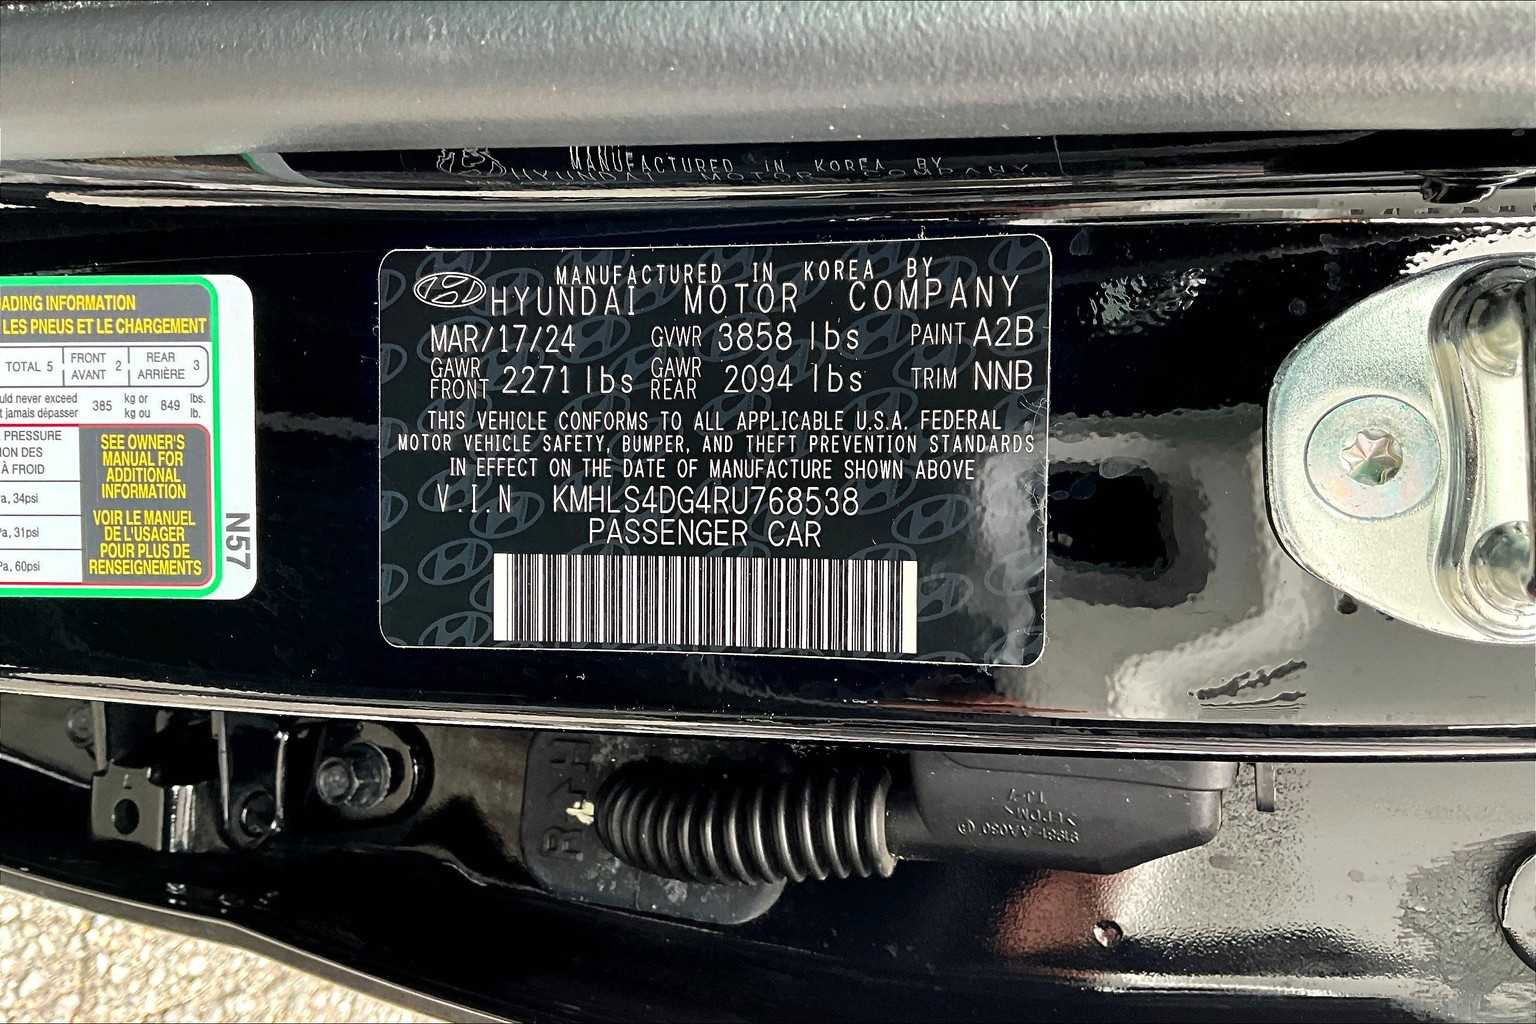 MANUFACTURED IN KOREA BY
HYUNDAI MOTOR COMPANY
MANUFACTURED IN KOREA BY
HYUNDAI MOTOR COMPANY
MAR/17/24 GVWR 3858 lbs PAINT A2B
GAWR FRONT 2271 lbs GAWR REAR 2094 lbs TRIM NNB
THIS VEHICLE CONFORMS TO ALL APPLICABLE U.S.A. FEDERAL
MOTOR VEHICLE SAFETY, BUMPER, AND THEFT PREVENTION STANDARDS
IN EFFECT ON THE DATE OF MANUFACTURE SHOWN ABOVE
V.I.N KMHLS4DG4RU768538
PASSENGER CAR
INFORMATION
LES PNEUS ET LE CHARGEMENT
TOTAL 5 FRONT AVANT 2 REAR ARRIÈRE 3
never exceed 385 kg or 849 lbs.
jamais dépasser kg ou lb.
PRESSURE
DES
À FROID
34psi
31psi
60psi
SEE OWNER'S
MANUAL FOR
ADDITIONAL
INFORMATION
VOIR LE MANUEL
DE L'USAGER
POUR PLUS DE
RENSEIGNEMENTS
N57